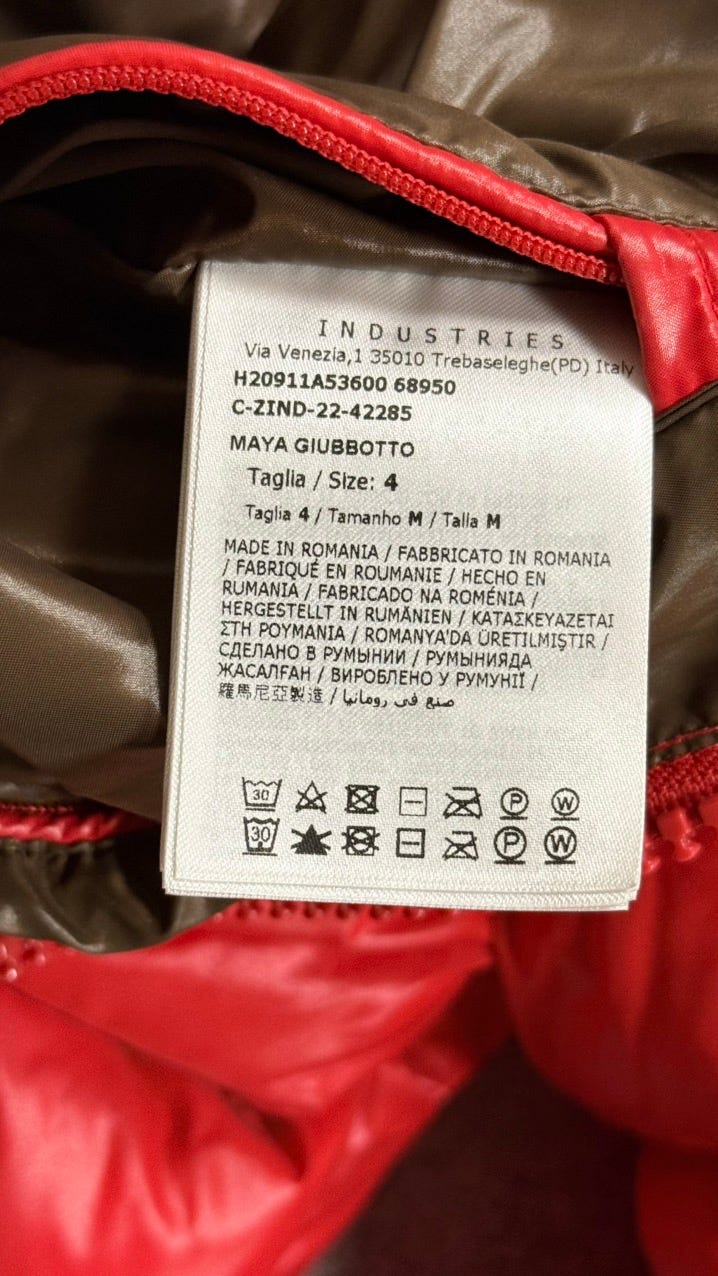 INDUSTRIES
Via Venezia,1 35010 Trebaseleghe(PD) Italy
H20911A53600 68950
C-ZIND-22-42285
MAYA GIUBBOTTO
Taglia / Size: 4
Taglia 4 / Tamanho M / Talla M
MADE IN ROMANIA / FABBRICATO IN ROMANIA
/ FABRIQUÉ EN ROUMANIE / HECHO EN
RUMANIA / FABRICADO NA ROMÉNIA /
HERGESTELLT IN RUMÄNIEN / ΚΑΤΑΣΚΕΥΑΖΕΤΑΙ
ΣΤΗ ΡΟΥΜΑΝΙΑ / ROMANYA'DA ÜRETILMIŞTIR /
СДЕЛАНО В РУМЫНИИ / РУМЫНИЯДА
ЖАСАЛҒАН / ВИРОБЛЕНО У РУМУНІЇ /
羅馬尼亞製造 / صنع في رومانيا
30 P W
30 P W